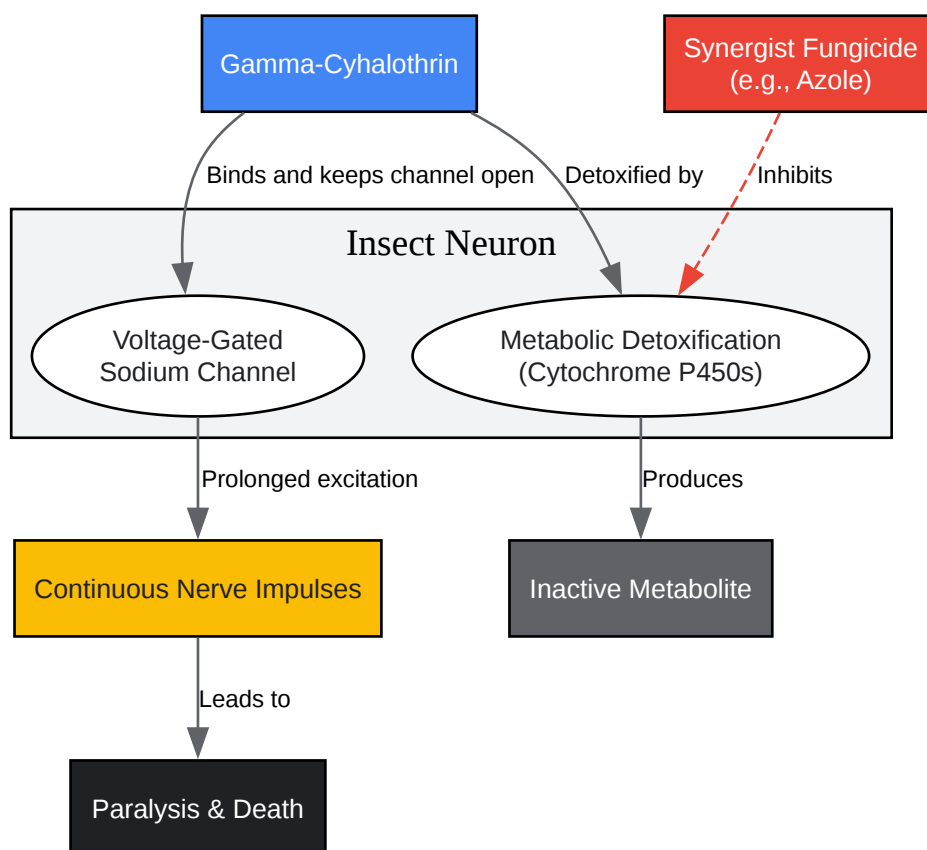 Gamma-Cyhalothrin
Synergist Fungicide
(e.g., Azole)
Binds and keeps channel open
Detoxified by
Inhibits
Insect Neuron
Voltage-Gated
Sodium Channel
Metabolic Detoxification
(Cytochrome P450s)
Prolonged excitation
Produces
Continuous Nerve Impulses
Inactive Metabolite
Leads to
Paralysis & Death